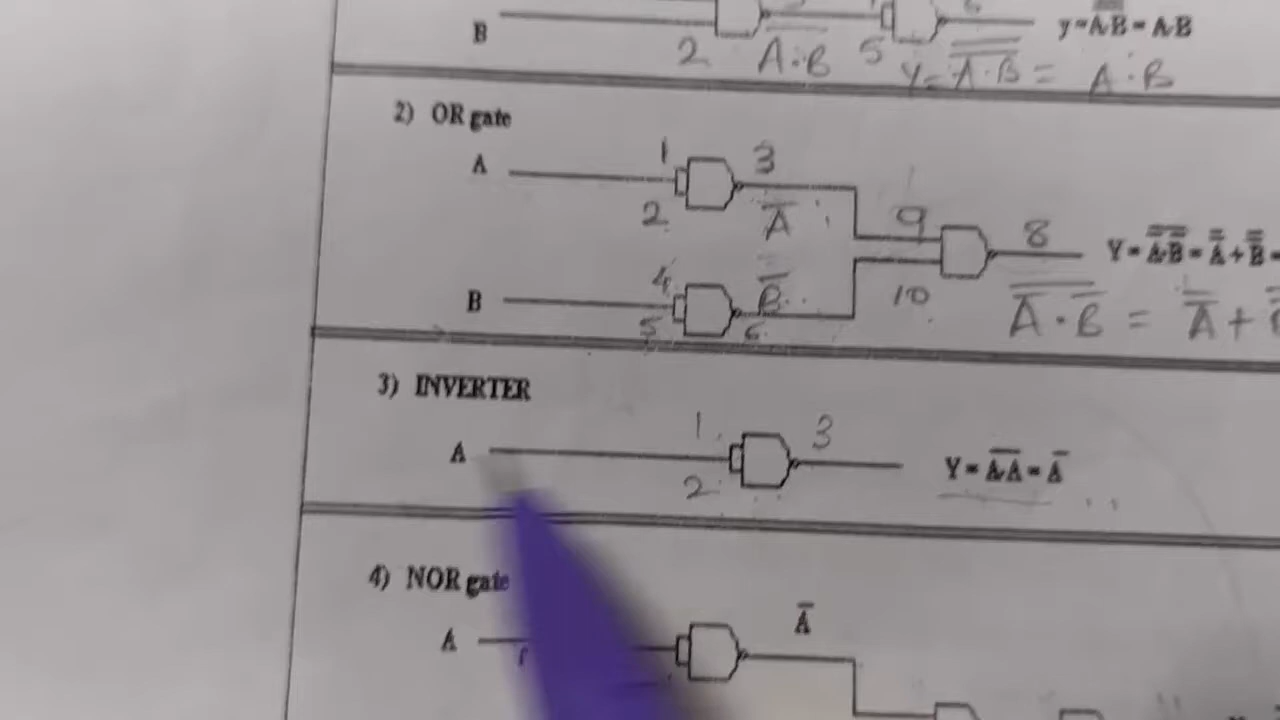 B
y = A̿B̿ = AB
2 A̅·̅B̅ 5 Y = A̿·̿B̿ = A·B
2) OR gate
A 1 3
2 A̅
9 8 Y = A̿B̿ = A̿ + B̿ =
4 B̅ 10 A̿·B̿ = A̿ +
B 5 6
3) INVERTER
1 3
A Y = A̅A̅ = A̅
2
4) NOR gate
A̅
A